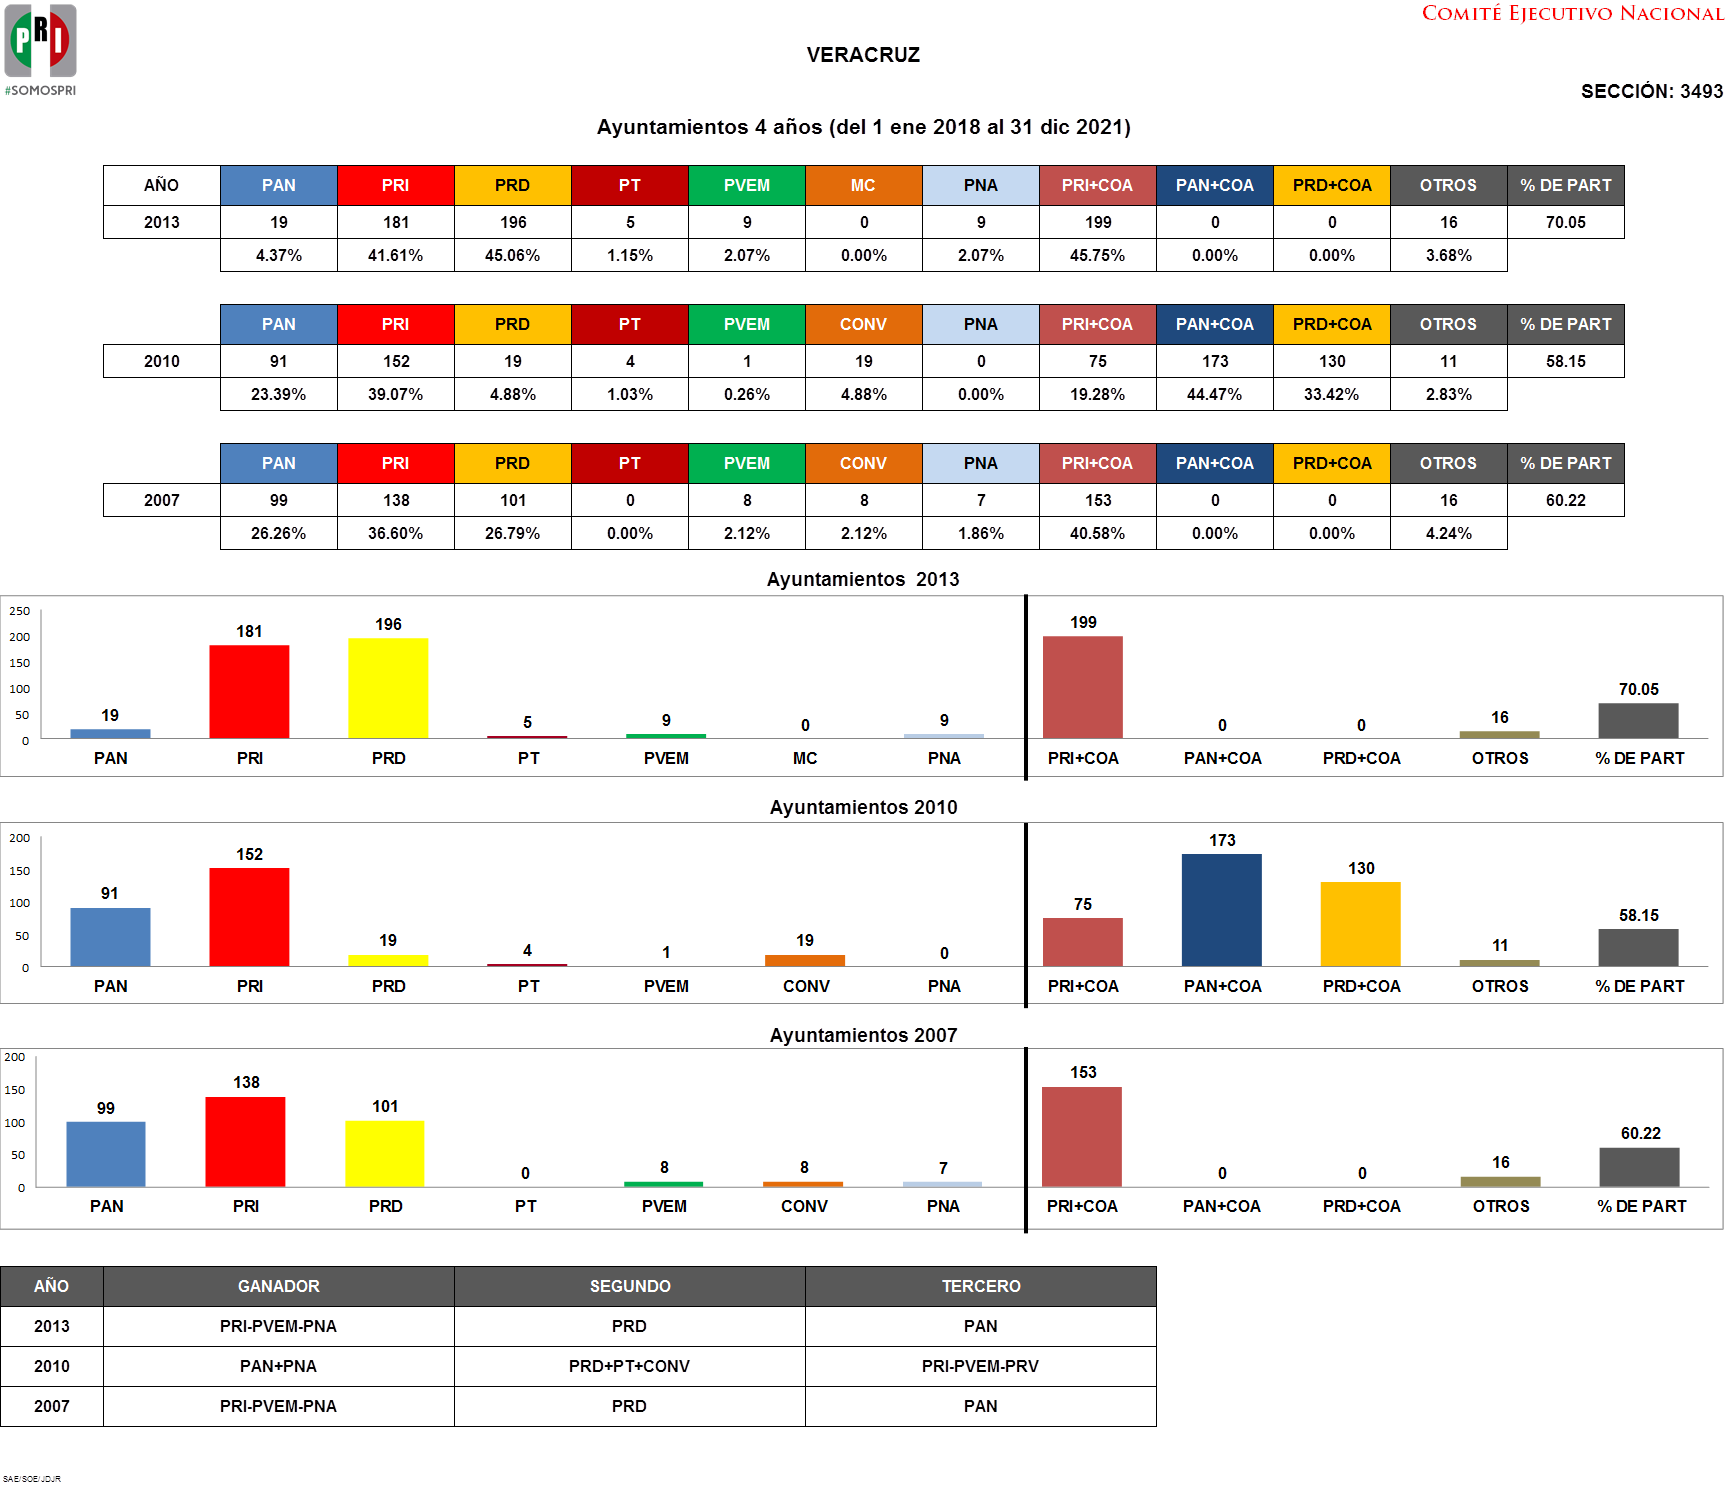 PRI
#SOMOSPRI
COMITÉ EJECUTIVO NACIONAL
VERACRUZ
SECCIÓN: 3493
Ayuntamientos 4 años (del 1 ene 2018 al 31 dic 2021)
AÑO PAN PRI PRD PT PVEM MC PNA PRI+COA PAN+COA PRD+COA OTROS % DE PART
2013 19 181 196 5 9 0 9 199 0 0 16 70.05
4.37% 41.61% 45.06% 1.15% 2.07% 0.00% 2.07% 45.75% 0.00% 0.00% 3.68%
PAN PRI PRD PT PVEM CONV PNA PRI+COA PAN+COA PRD+COA OTROS % DE PART
2010 91 152 19 4 1 19 0 75 173 130 11 58.15
23.39% 39.07% 4.88% 1.03% 0.26% 4.88% 0.00% 19.28% 44.47% 33.42% 2.83%
PAN PRI PRD PT PVEM CONV PNA PRI+COA PAN+COA PRD+COA OTROS % DE PART
2007 99 138 101 0 8 8 7 153 0 0 16 60.22
26.26% 36.60% 26.79% 0.00% 2.12% 2.12% 1.86% 40.58% 0.00% 0.00% 4.24%
Ayuntamientos 2013
250
200
150
100
50
0
19 181 196 5 9 0 9 199 0 0 16 70.05
PAN PRI PRD PT PVEM MC PNA PRI+COA PAN+COA PRD+COA OTROS % DE PART
Ayuntamientos 2010
200
150
100
50
0
91 152 19 4 1 19 0 75 173 130 11 58.15
PAN PRI PRD PT PVEM CONV PNA PRI+COA PAN+COA PRD+COA OTROS % DE PART
Ayuntamientos 2007
200
150
100
50
0
99 138 101 0 8 8 7 153 0 0 16 60.22
PAN PRI PRD PT PVEM CONV PNA PRI+COA PAN+COA PRD+COA OTROS % DE PART
AÑO GANADOR SEGUNDO TERCERO
2013 PRI-PVEM-PNA PRD PAN
2010 PAN+PNA PRD+PT+CONV PRI-PVEM-PRV
2007 PRI-PVEM-PNA PRD PAN
SAE/SOE/JDJR